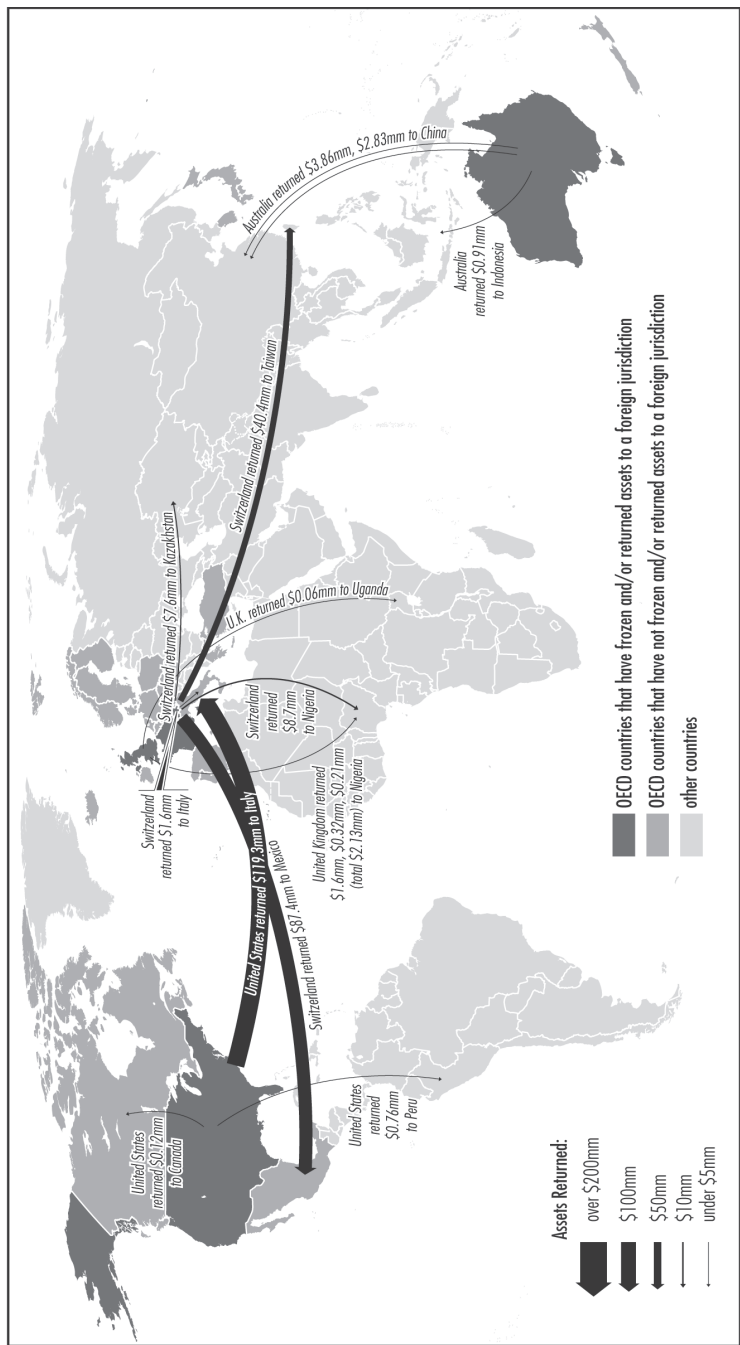 United States
returned $0.12mm
to Canada
United States returned $119.3mm to Italy
Switzerland returned $87.4mm to Mexico
United States
returned
$0.76mm
to Peru
Switzerland
returned $1.6mm
to Italy
Switzerland returned $7.6mm to Kazakhstan
Switzerland returned $40.4mm to Taiwan
U.K. returned $0.06mm to Uganda
Switzerland
returned
$8.7mm
to Nigeria
United Kingdom returned
$1.6mm, $0.32mm, $0.21mm
(total $2.13mm) to Nigeria
Australia returned $3.86mm, $2.83mm to China
Australia
returned $0.91mm
to Indonesia
Assets Returned:
over $200mm
$100mm
$50mm
$10mm
under $5mm
OECD countries that have frozen and/or returned assets to a foreign jurisdiction
OECD countries that have not frozen and/or returned assets to a foreign jurisdiction
other countries